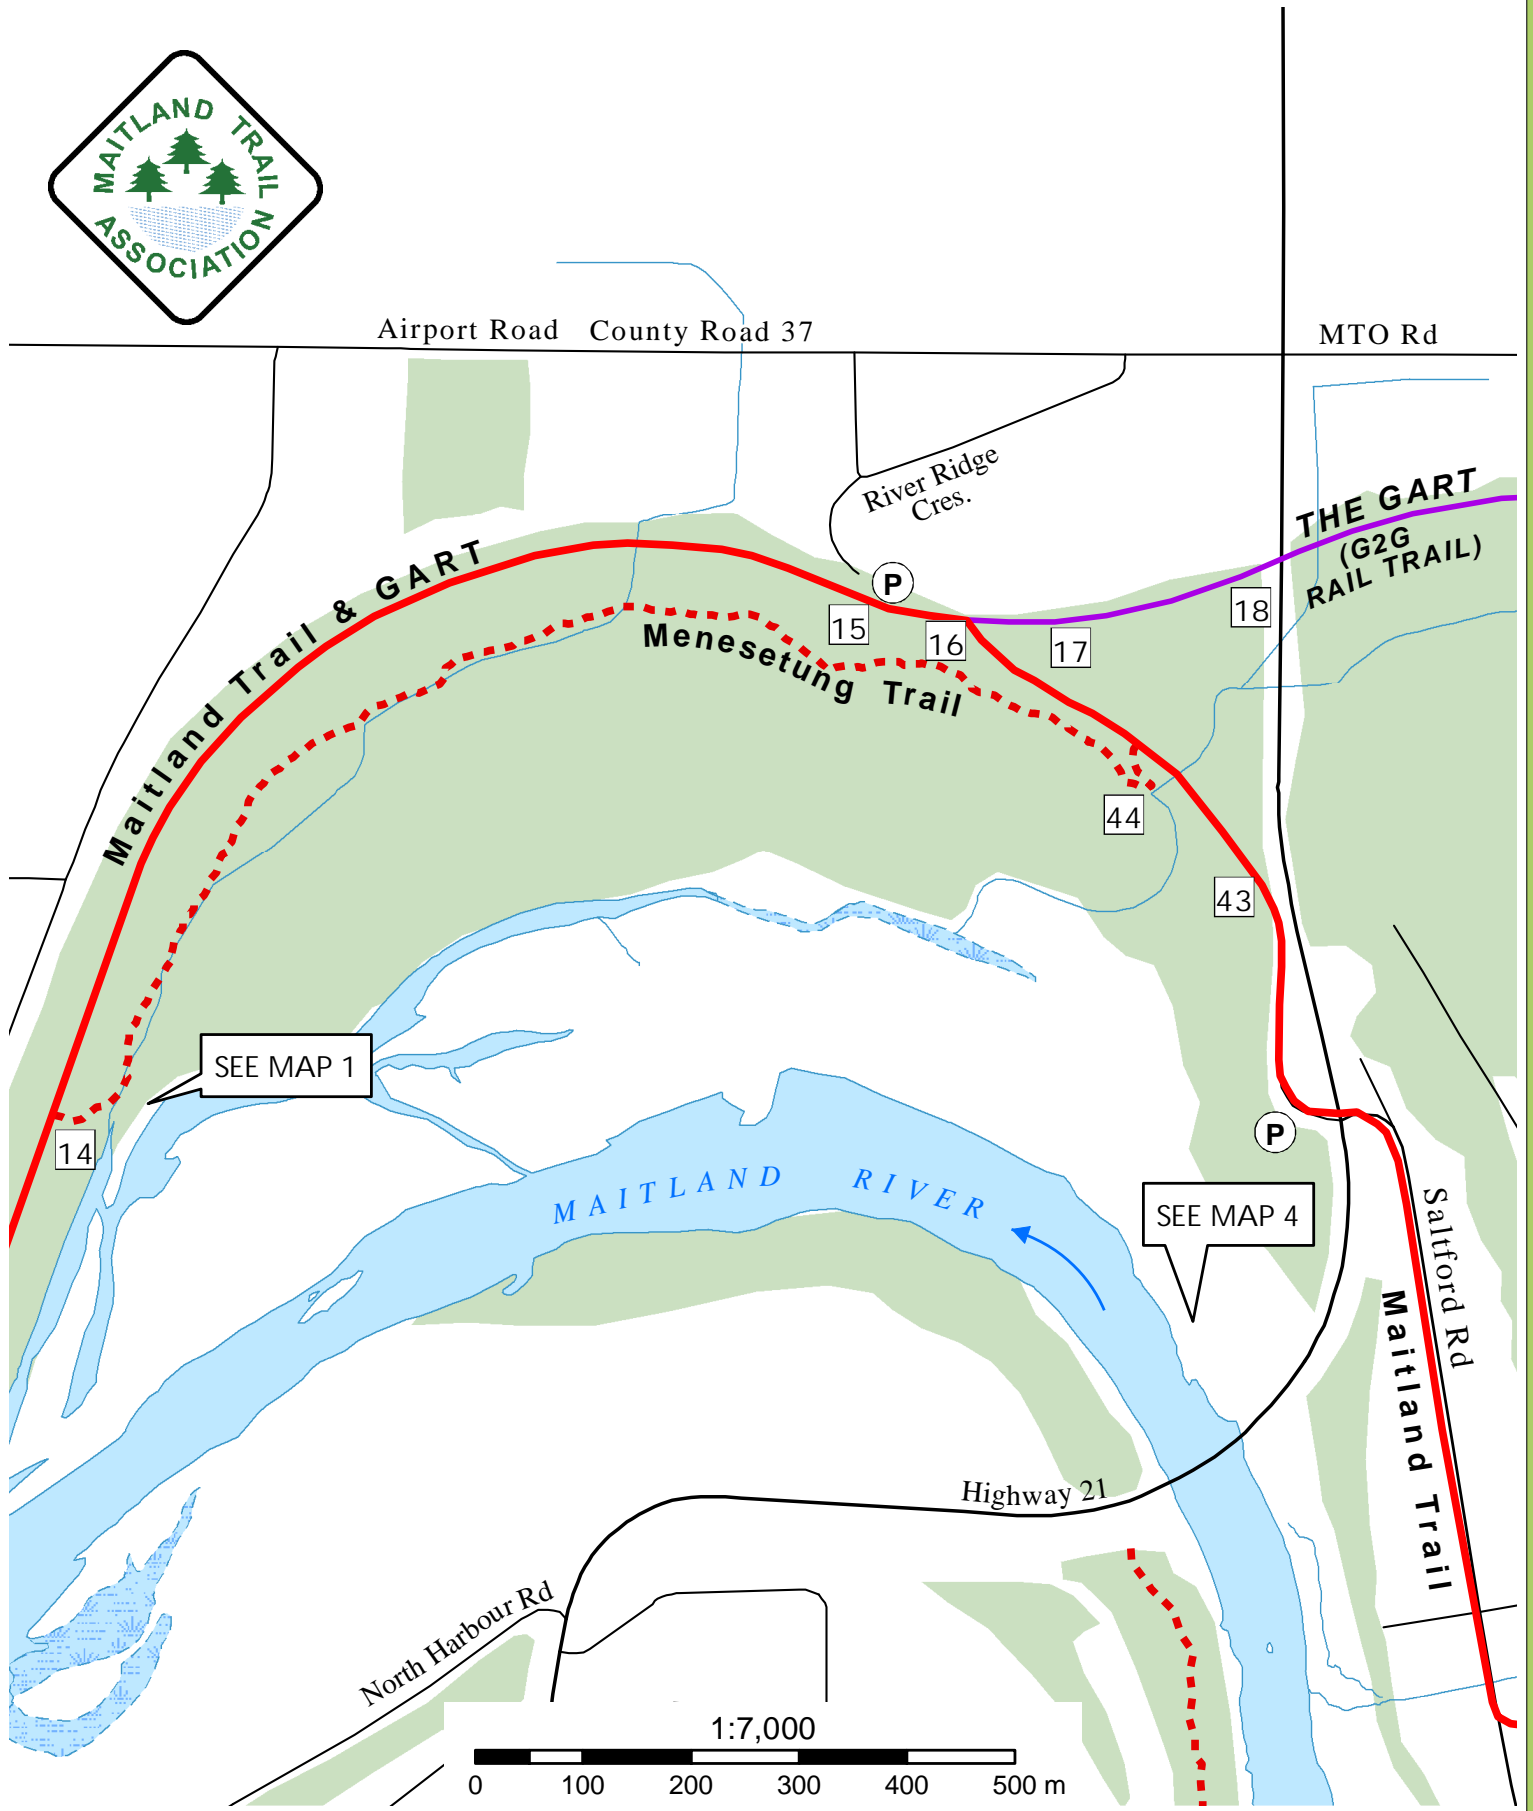 MAITLAND TRAIL
ASSOCIATION
Airport Road County Road 37
MTO Rd
River Ridge
Cres.
THE GART
(G2G
RAIL TRAIL)
Maitland Trail & GART
P
15
16
17
18
Menesetung Trail
44
43
SEE MAP 1
14
P
MAITLAND RIVER
SEE MAP 4
Saltford Rd
Maitland Trail
Highway 21
North Harbour Rd
1:7,000
0 100 200 300 400 500 m